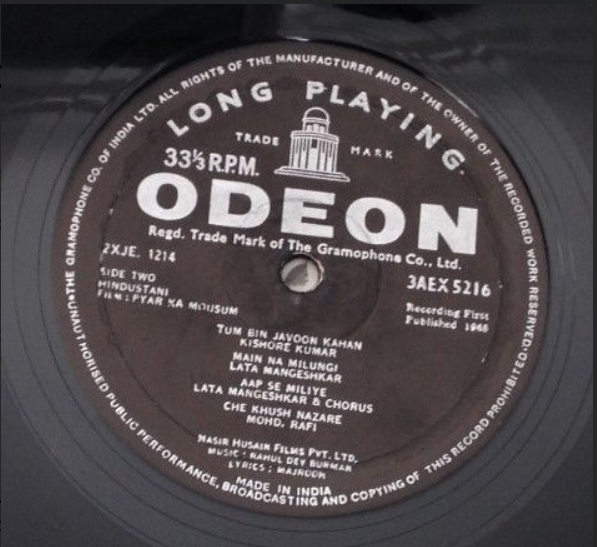 THE GRAMOPHONE CO. OF INDIA LTD. ALL RIGHTS OF THE MANUFACTURER AND OF THE OWNER OF THE RECORDED WORK RESERVED.
UNAUTHORISED PUBLIC PERFORMANCE, BROADCASTING AND COPYING OF THIS RECORD PROHIBITED.
LONG PLAYING
TRADE MARK
33⅓ R.P.M.
ODEON
Regd. Trade Mark of The Gramophone Co., Ltd.
2XJE. 1214
3AEX 5216
SIDE TWO
HINDUSTANI
FILM: PYAR KA MOUSUM
Recording First
Published 1968
TUM BIN JAVOON KAHAN
KISHORE KUMAR
MAIN NA MILUNGI
LATA MANGESHKAR
AAP SE MILIYE
LATA MANGESHKAR & CHORUS
CHE KHUSH NAZARE
MOHD. RAFI
NASIR HUSAIN FILMS PVT. LTD.
MUSIC: RAHUL DEV BURMAN
LYRICS: MAJROOH
MADE IN INDIA